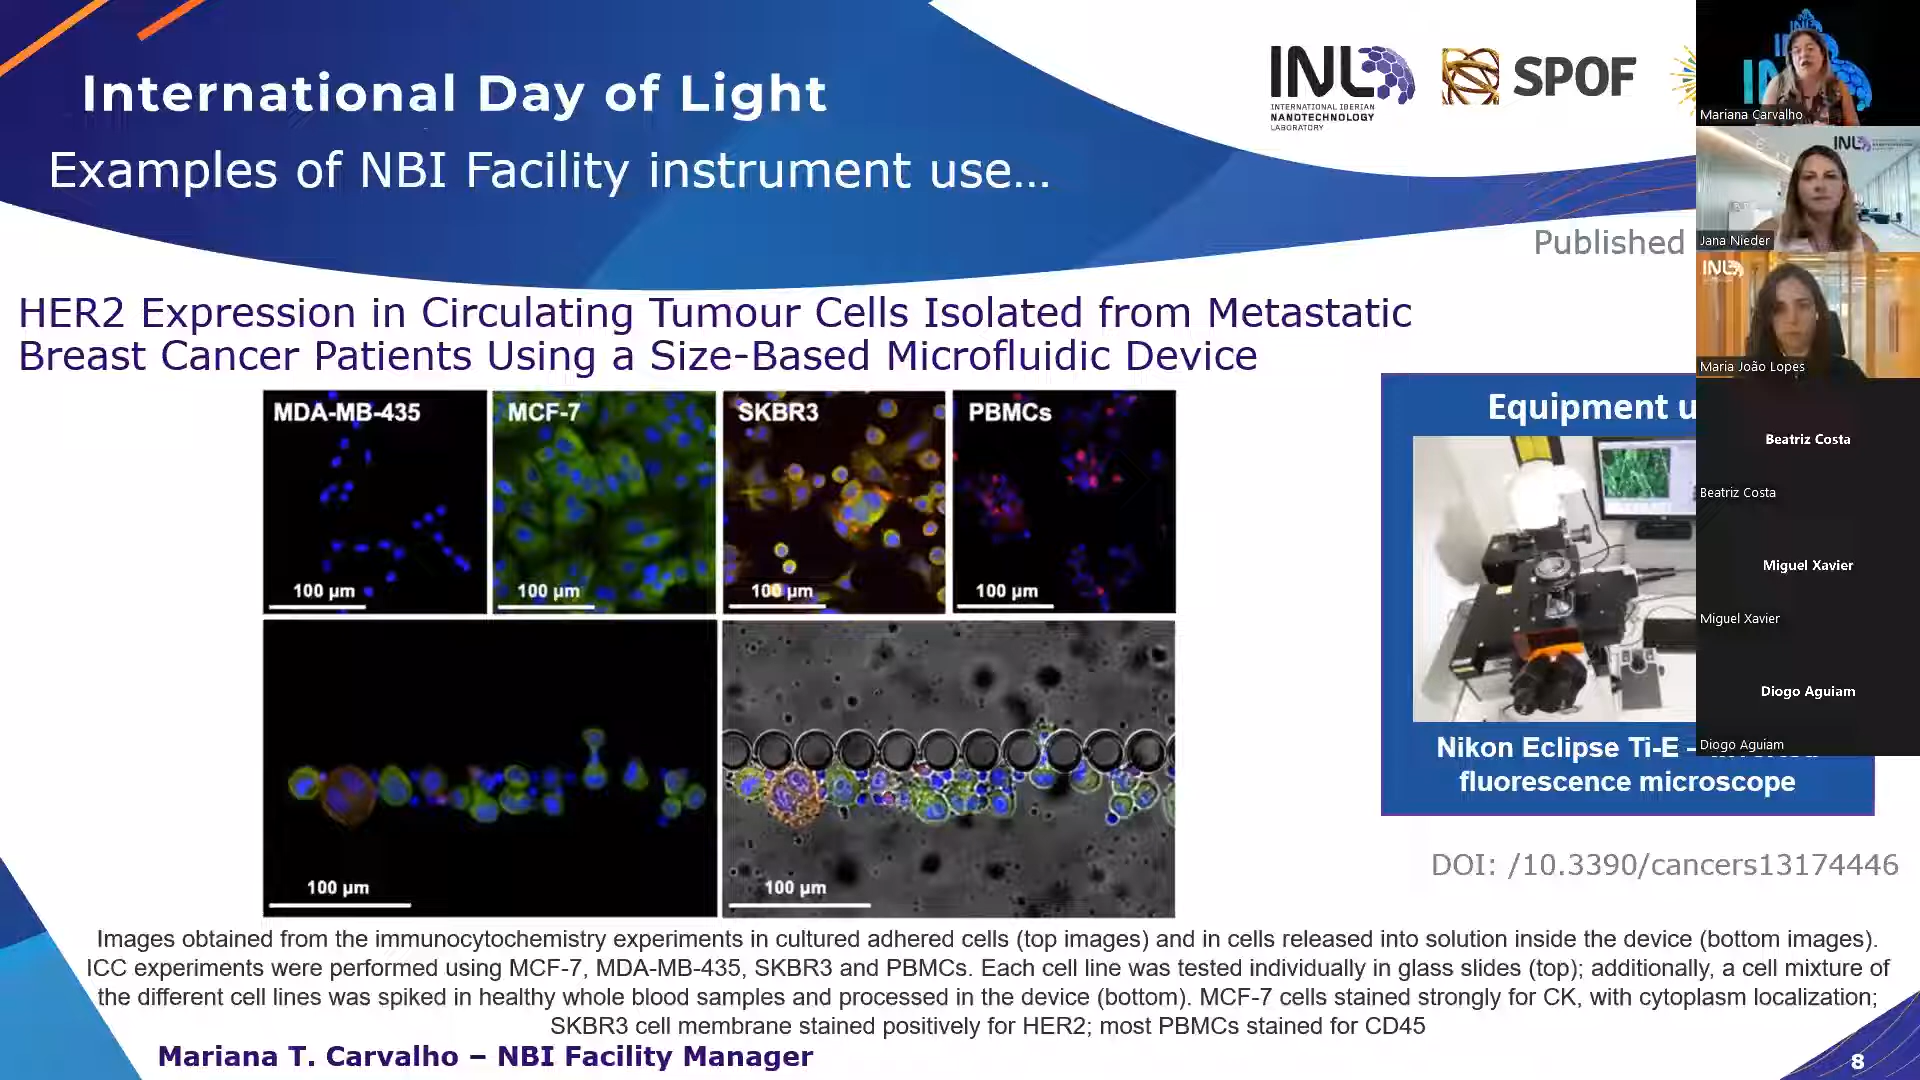 International Day of Light
Examples of NBI Facility instrument use...
INL
INTERNATIONAL IBERIAN
NANOTECHNOLOGY
LABORATORY
SPOF
Published
HER2 Expression in Circulating Tumour Cells Isolated from Metastatic
Breast Cancer Patients Using a Size-Based Microfluidic Device
MDA-MB-435
MCF-7
SKBR3
PBMCs
100 µm
100 µm
100 µm
100 µm
100 µm
100 µm
Equipment u
Nikon Eclipse Ti-E -
fluorescence microscope
DOI: /10.3390/cancers13174446
Images obtained from the immunocytochemistry experiments in cultured adhered cells (top images) and in cells released into solution inside the device (bottom images).
ICC experiments were performed using MCF-7, MDA-MB-435, SKBR3 and PBMCs. Each cell line was tested individually in glass slides (top); additionally, a cell mixture of
the different cell lines was spiked in healthy whole blood samples and processed in the device (bottom). MCF-7 cells stained strongly for CK, with cytoplasm localization;
SKBR3 cell membrane stained positively for HER2; most PBMCs stained for CD45
Mariana T. Carvalho – NBI Facility Manager
8
Mariana Carvalho
INL
Jana Nieder
INL
Maria João Lopes
Beatriz Costa
Beatriz Costa
Miguel Xavier
Miguel Xavier
Diogo Aguiam
Diogo Aguiam